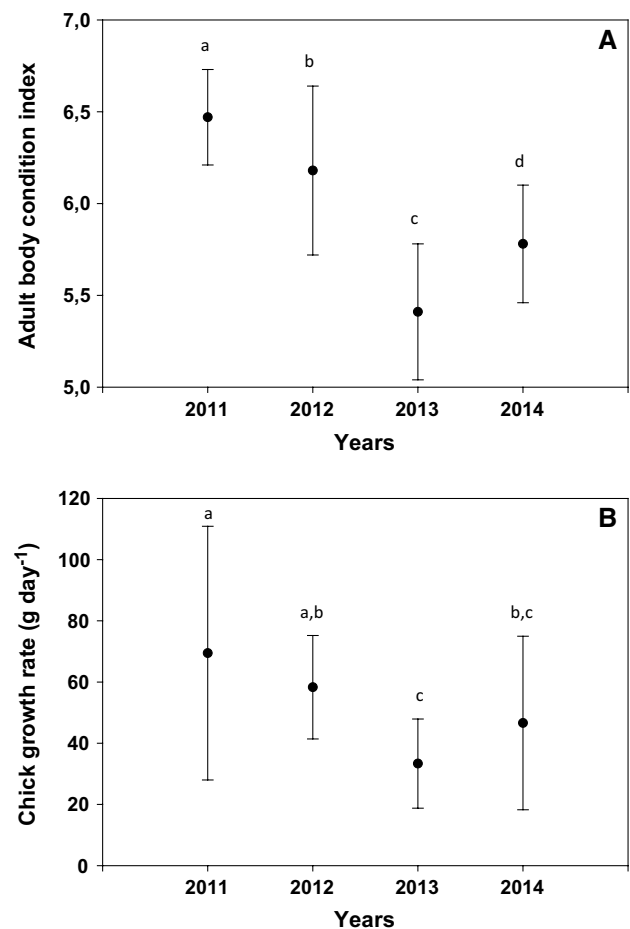 A
7,0
6,5
6,0
5,5
5,0
Adult body condition index
a
b
c
d
2011 2012 2013 2014
Years
B
120
100
80
60
40
20
0
Chick growth rate (g day-1)
a
a,b
c
b,c
2011 2012 2013 2014
Years